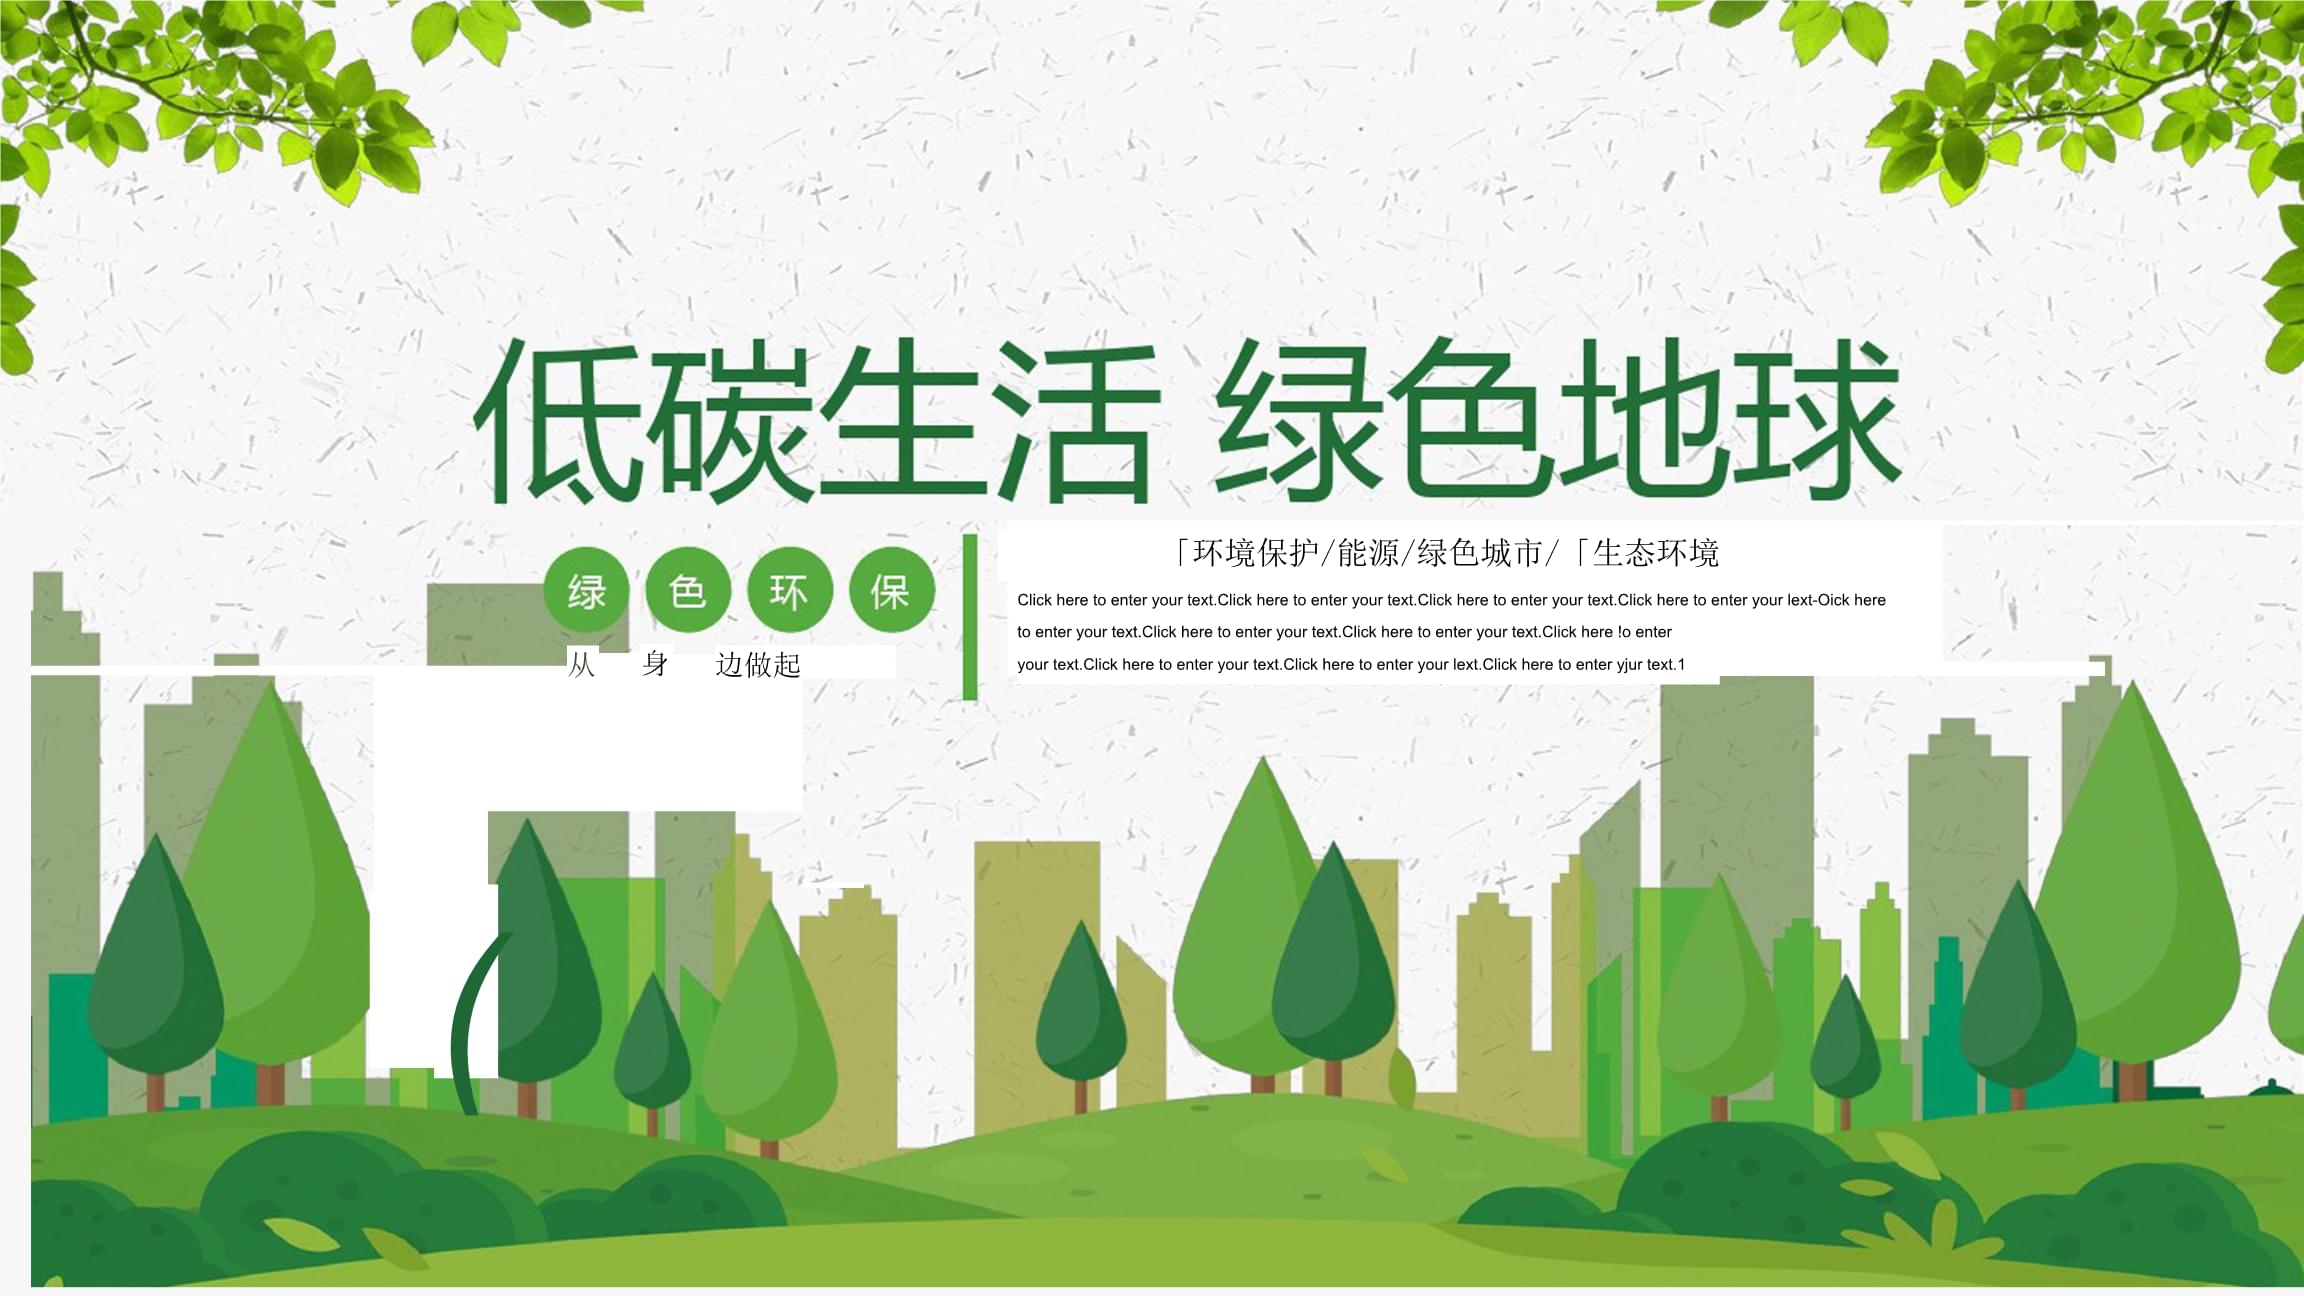 低碳生活 绿色地球
绿 色 环 保
从 身 边做起
「环境保护/能源/绿色城市/「生态环境
Click here to enter your text.Click here to enter your text.Click here to enter your text.Click here to enter your lext-Oick here
to enter your text.Click here to enter your text.Click here to enter your text.Click here !o enter
your text.Click here to enter your text.Click here to enter your lext.Click here to enter yjur text.1